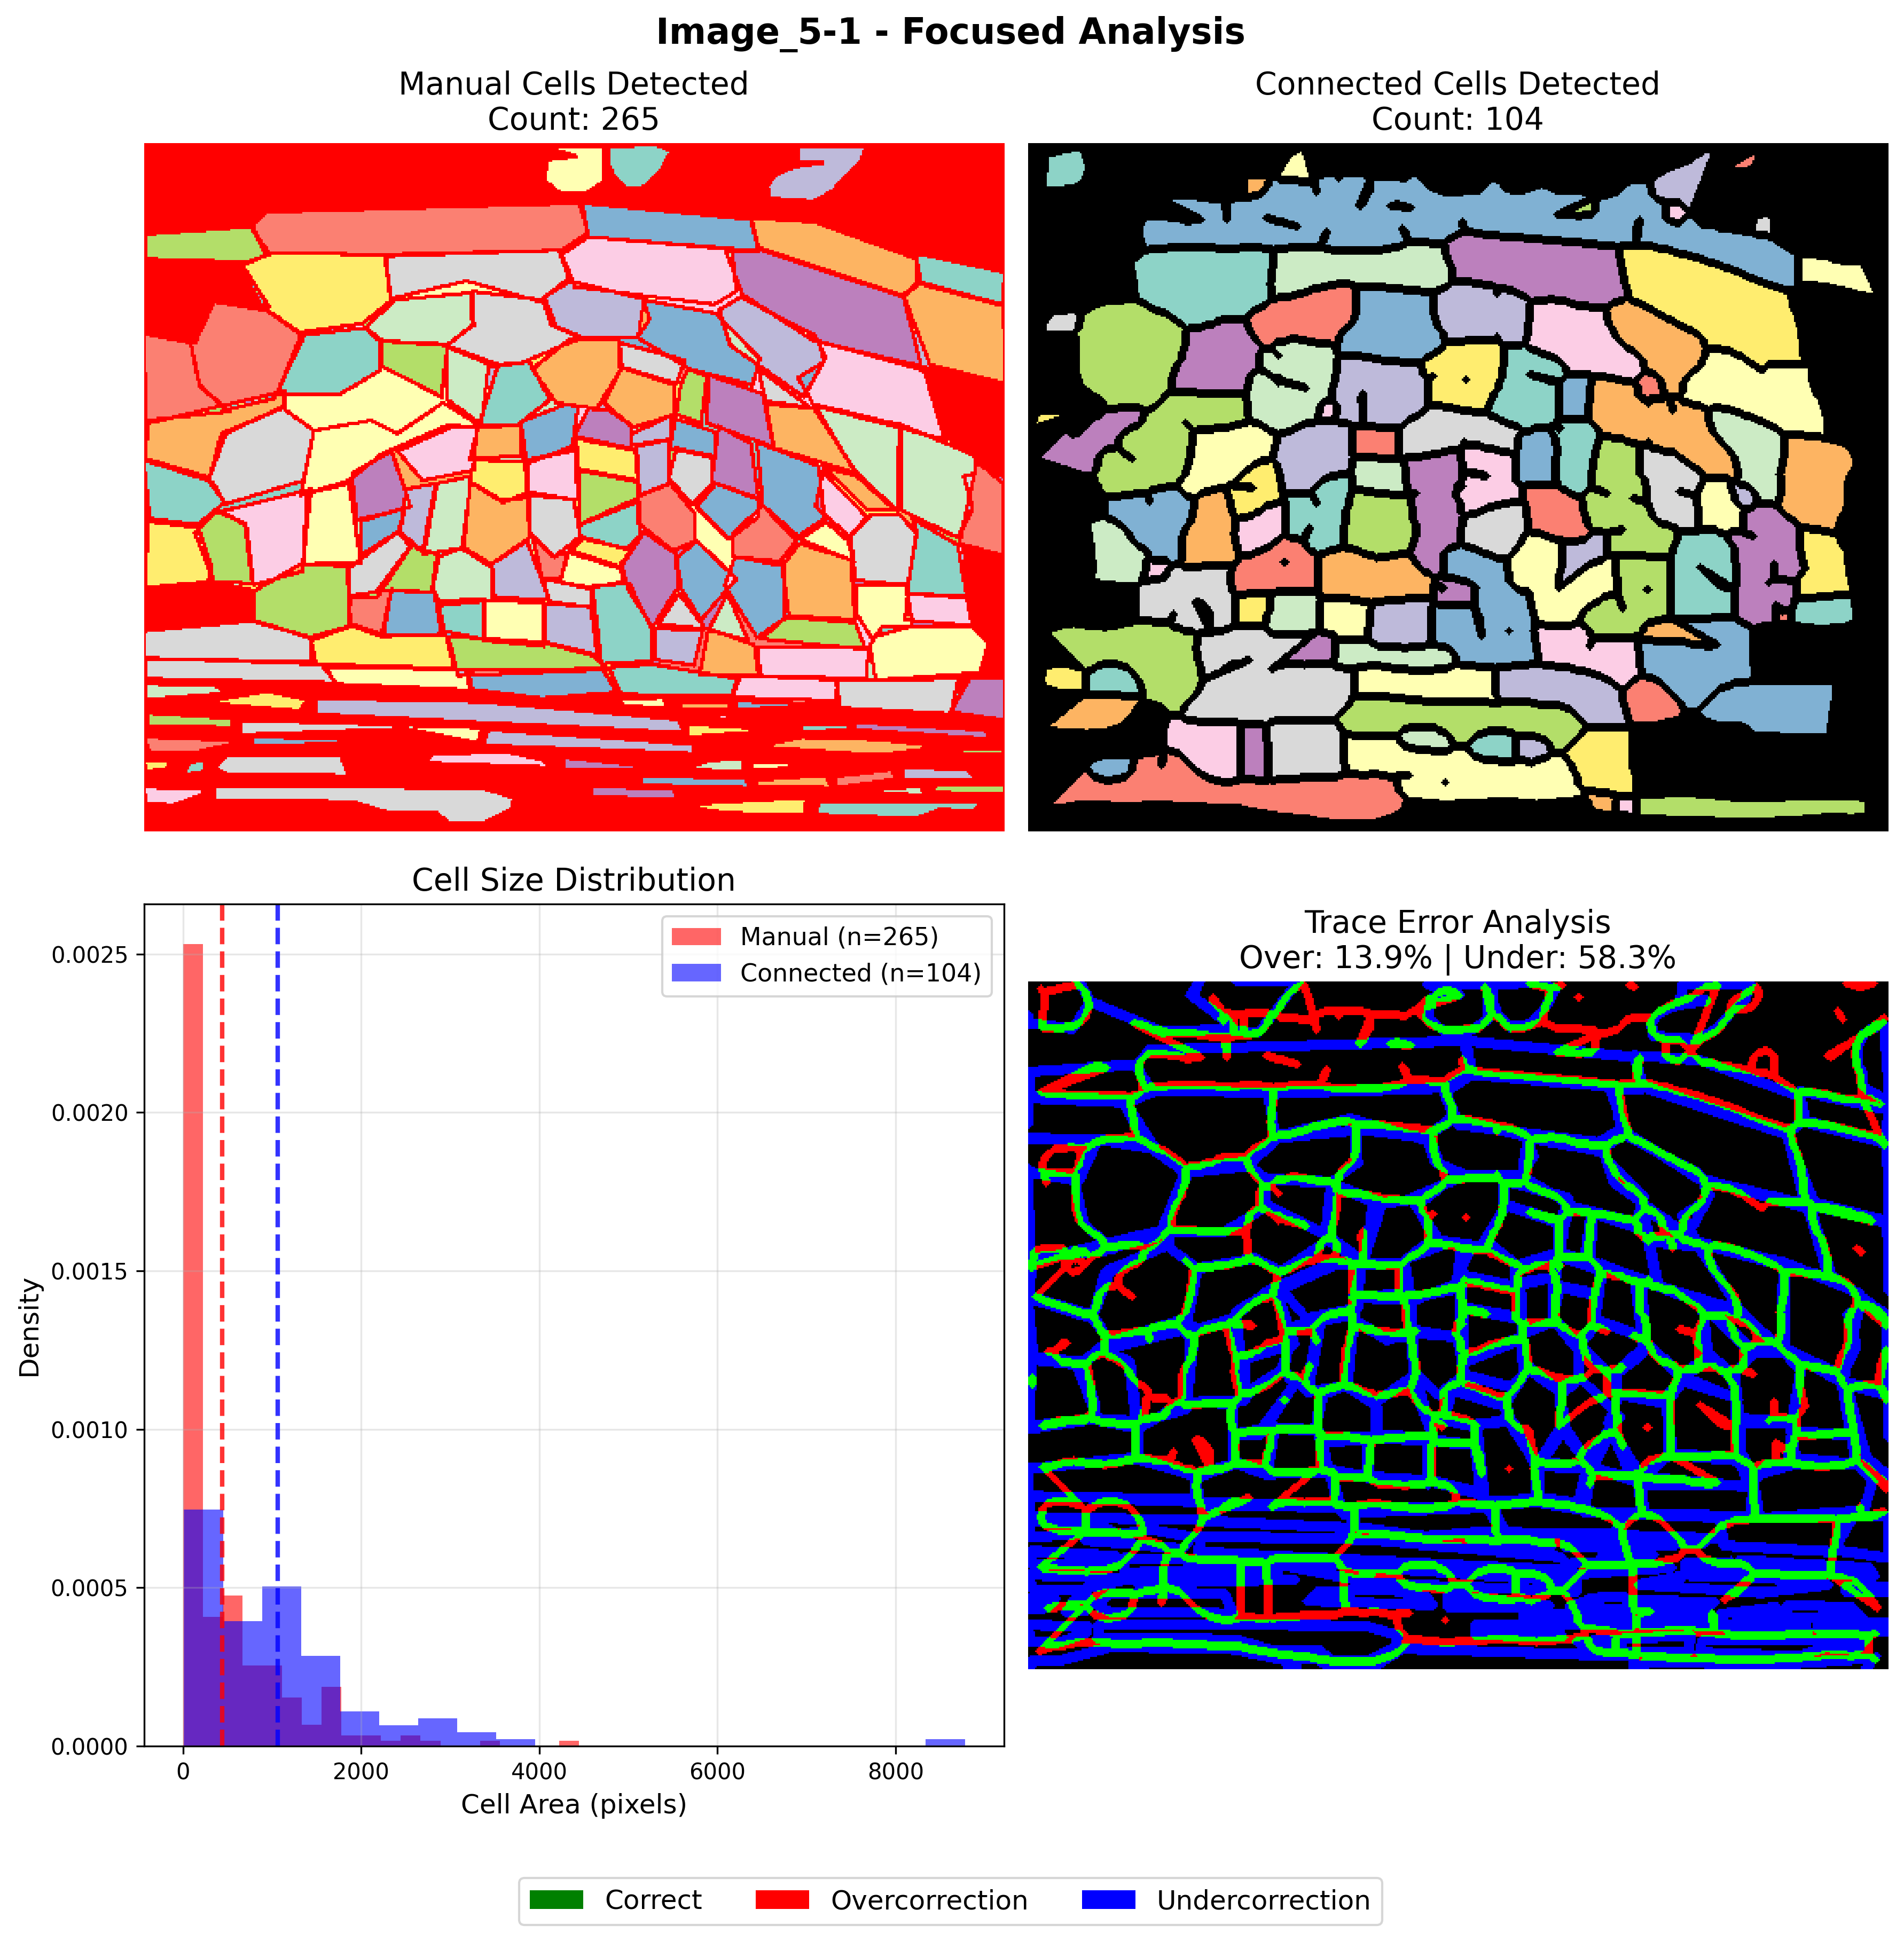 Image_5-1 - Focused Analysis
Manual Cells Detected
Count: 265
Connected Cells Detected
Count: 104
Cell Size Distribution
Manual (n=265)
Connected (n=104)
0.0025
0.0020
0.0015
0.0010
0.0005
0.0000
Density
0 2000 4000 6000 8000
Cell Area (pixels)
Trace Error Analysis
Over: 13.9% | Under: 58.3%
Correct Overcorrection Undercorrection